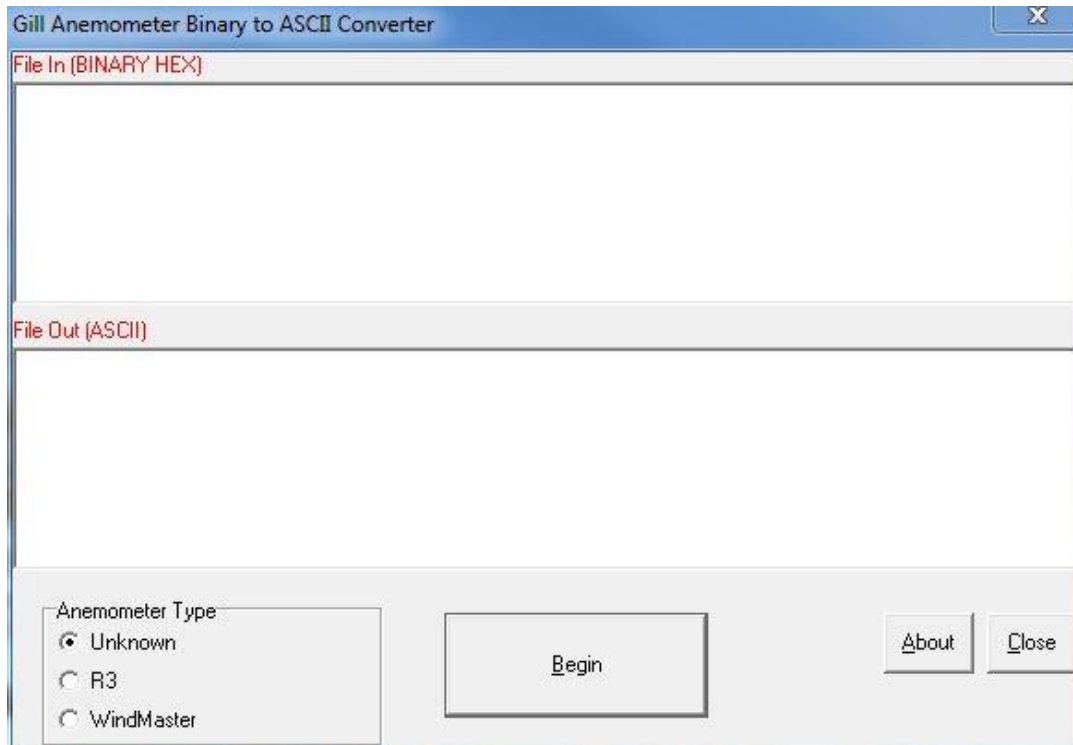 Gill Anemometer Binary to ASCII Converter
File In (BINARY HEX)
File Out (ASCII)
Anemometer Type
Unknown
R3
WindMaster
Begin
About
Close